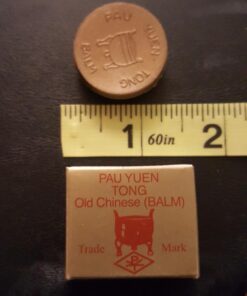 PAU YUEN
TONG
BALM
1 60in 2
PAU YUEN
TONG
Old Chinese (BALM)
Trade Mark